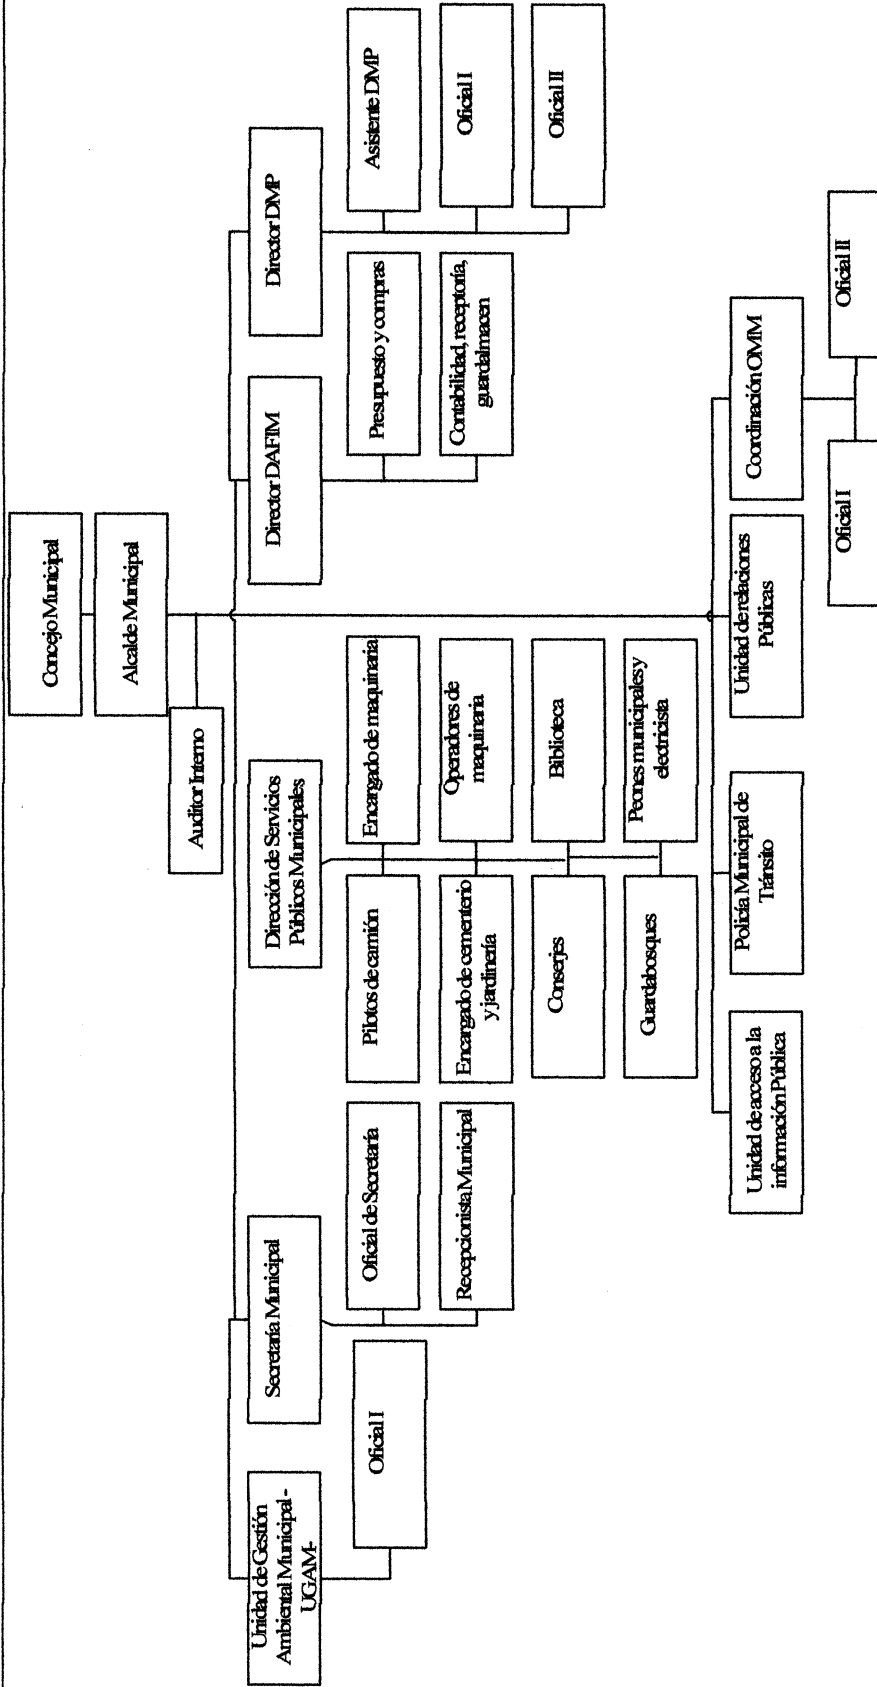 Concejo Municipal
Alcalde Municipal
Auditor Interno
Unidad de Gestión
Ambiental Municipal -
UGAM-
Secretaría Municipal
Dirección de Servicios
Públicos Municipales
Director DAFIM
Director DMP
Oficial I
Oficial de Secretaría
Recepcionista Municipal
Pilotos de camión
Encargado de maquinaria
Encargado de cementerio
y jardinería
Operadores de
maquinaria
Conserjes
Biblioteca
Guardabosques
Peones municipales y
electricista
Presupuesto y compras
Contabilidad, receptoría,
guardalmacen
Asistente DMP
Oficial I
Oficial II
Unidad de acceso a la
información Pública
Policía Municipal de
Tránsito
Unidad de relaciones
Públicas
Coordinación OMM
Oficial I
Oficial II